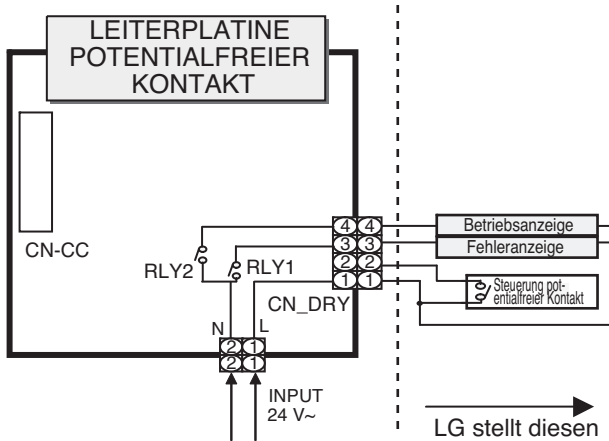 LEITERPLATINE
POTENTIALFREIER
KONTAKT
CN-CC
RLY2
RLY1
CN_DRY
4 4
3 3
2 2
1 1
Betriebsanzeige
Fehleranzeige
Steuerung pot-
entialfreier Kontakt
N L
2 1
2 1
INPUT
24 V~
LG stellt diesen